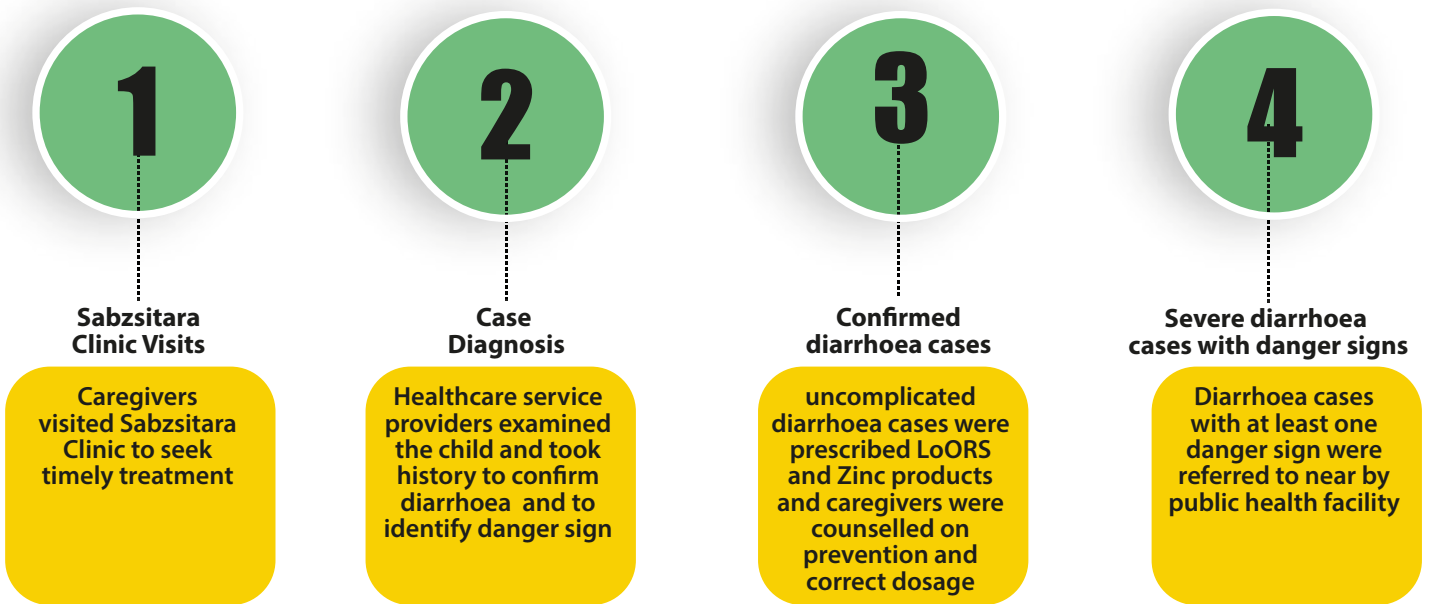 1
Sabzsitara
Clinic Visits
Caregivers
visited Sabzsitara
Clinic to seek
timely treatment
2
Case
Diagnosis
Healthcare service
providers examined
the child and took
history to confirm
diarrhoea and to
identify danger sign
3
Confirmed
diarrhoea cases
uncomplicated
diarrhoea cases were
prescribed LoORS
and Zinc products
and caregivers were
counselled on
prevention and
correct dosage
4
Severe diarrhoea
cases with danger signs
Diarrhoea cases
with at least one
danger sign were
referred to near by
public health facility